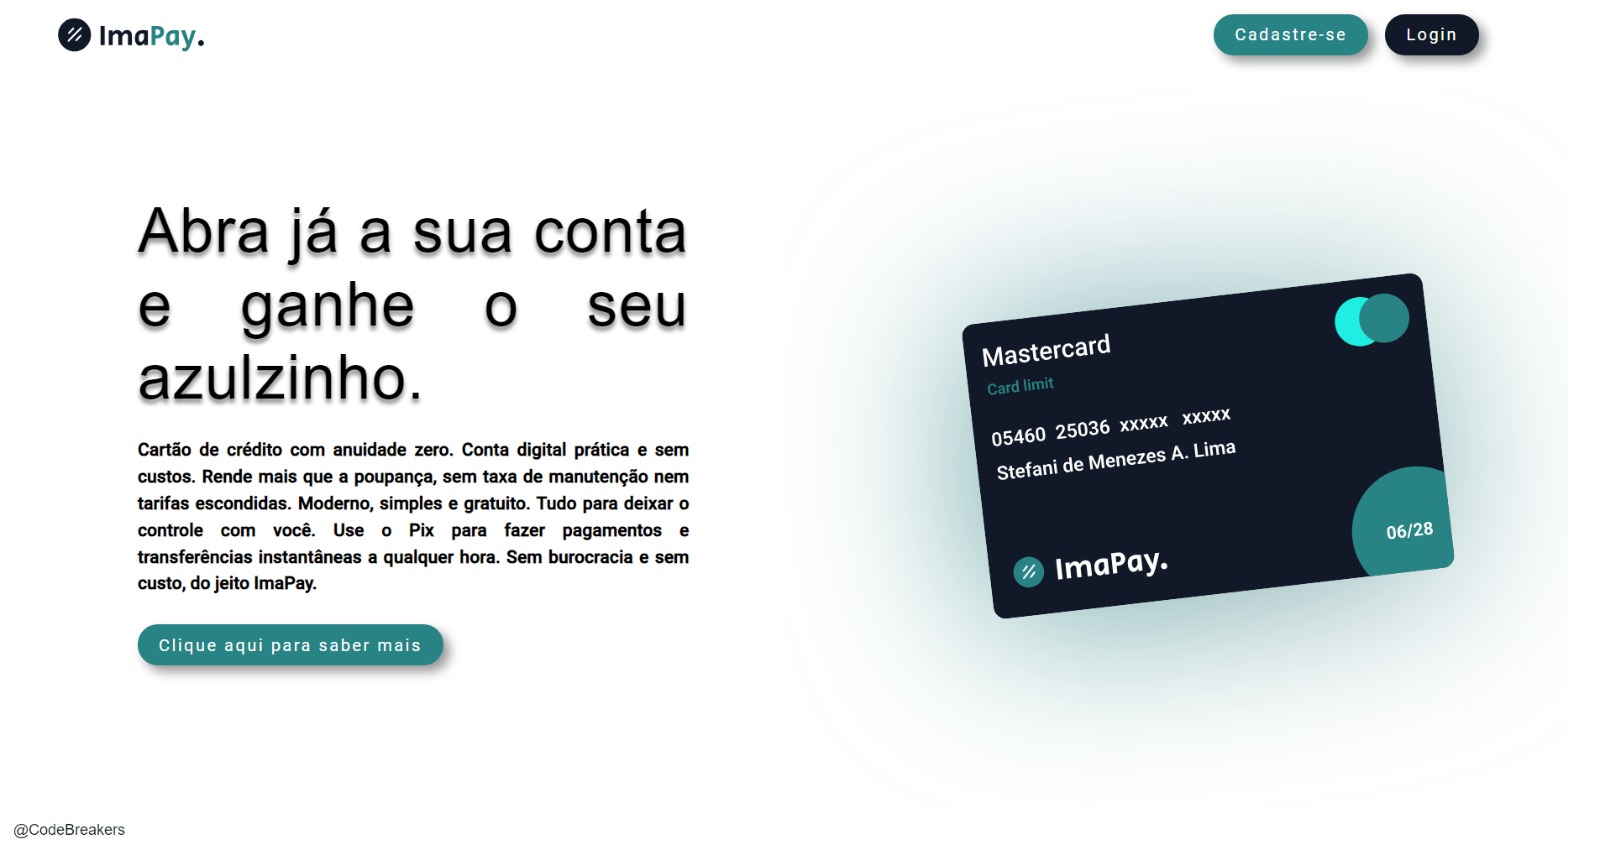 ImaPay.
Cadastre-se
Login
Abra já a sua conta
e ganhe o seu
azulzinho.
Cartão de crédito com anuidade zero. Conta digital prática e sem
custos. Rende mais que a poupança, sem taxa de manutenção nem
tarifas escondidas. Moderno, simples e gratuito. Tudo para deixar o
controle com você. Use o Pix para fazer pagamentos e
transferências instantâneas a qualquer hora. Sem burocracia e sem
custo, do jeito ImaPay.
Clique aqui para saber mais
Mastercard
Card limit
05460 25036 xxxxx xxxxx
Stefani de Menezes A. Lima
06/28
ImaPay.
@CodeBreakers